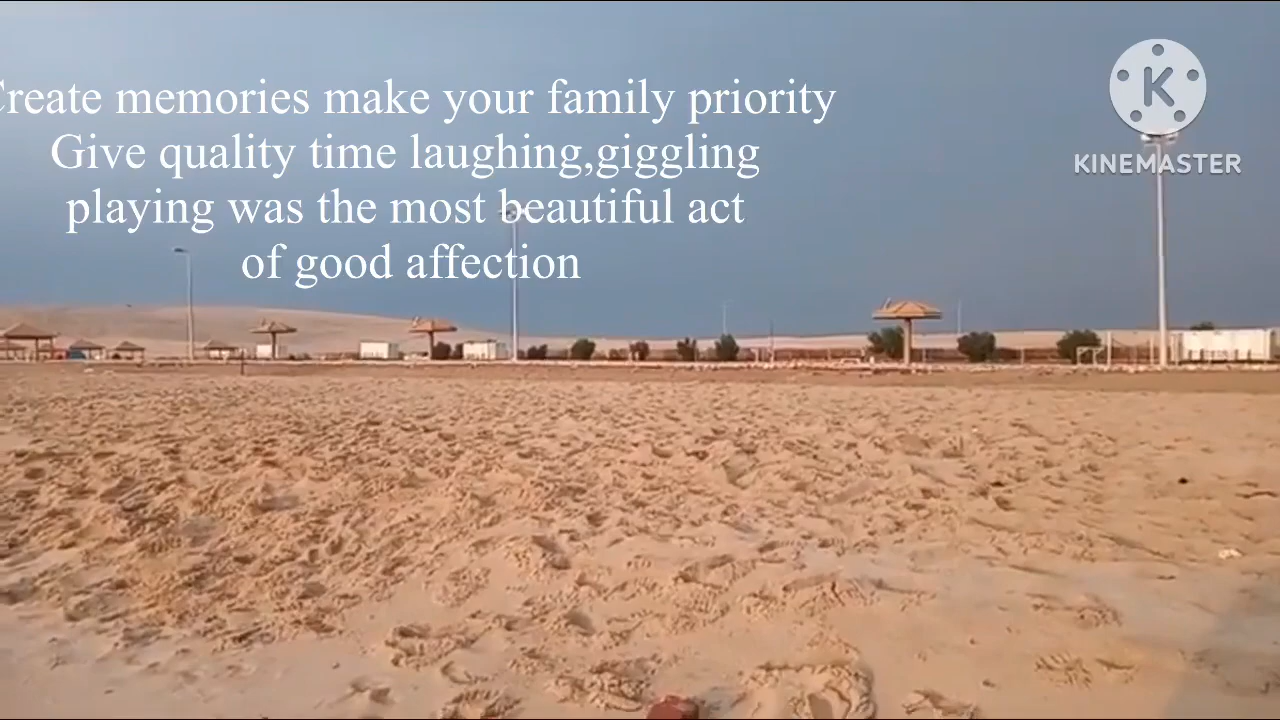 Create memories make your family priority
Give quality time laughing,giggling
playing was the most beautiful act
of good affection
K
KINEMASTER